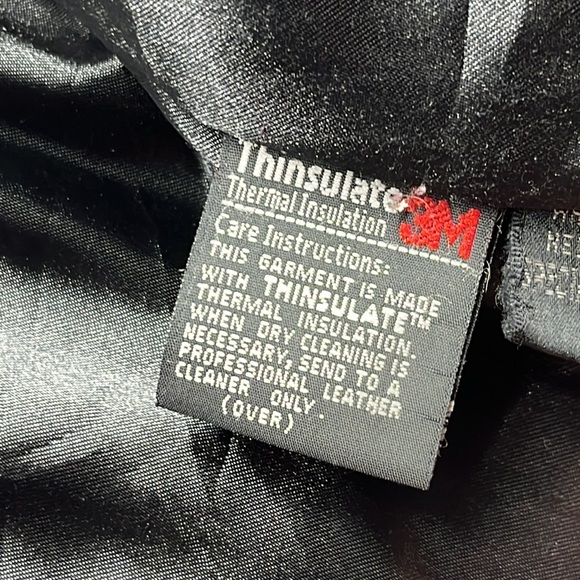 Thinsulate
3M
Thermal Insulation
Care Instructions:
THIS GARMENT IS MADE
WITH THINSULATE™
THERMAL INSULATION.
WHEN DRY CLEANING IS
NECESSARY, SEND TO A
PROFESSIONAL LEATHER
CLEANER ONLY.
(OVER)